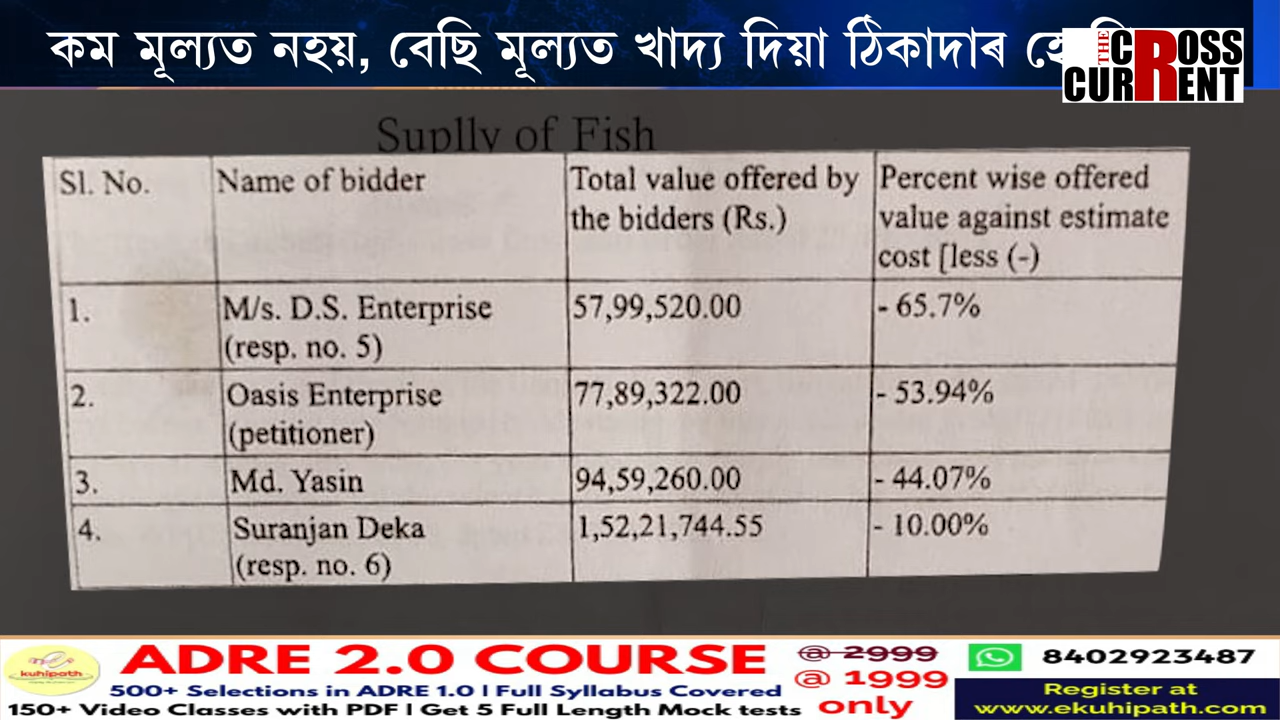 কম মূল্যত নহয়, বেছি মূল্যত খাদ্য দিয়া ঠিকাদাৰ
THE CROSS
CURRENT
Suplly of Fish
Sl. No. Name of bidder Total value offered by the bidders (Rs.) Percent wise offered value against estimate cost [less (-)
1. M/s. D.S. Enterprise (resp. no. 5) 57,99,520.00 - 65.7%
2. Oasis Enterprise (petitioner) 77,89,322.00 - 53.94%
3. Md. Yasin 94,59,260.00 - 44.07%
4. Suranjan Deka (resp. no. 6) 1,52,21,744.55 - 10.00%
ekuhipath
ADRE 2.0 COURSE
500+ Selections in ADRE 1.0 | Full Syllabus Covered
150+ Video Classes with PDF | Get 5 Full Length Mock tests
@ 2999
@ 1999
only
8402923487
Register at
www.ekuhipath.com